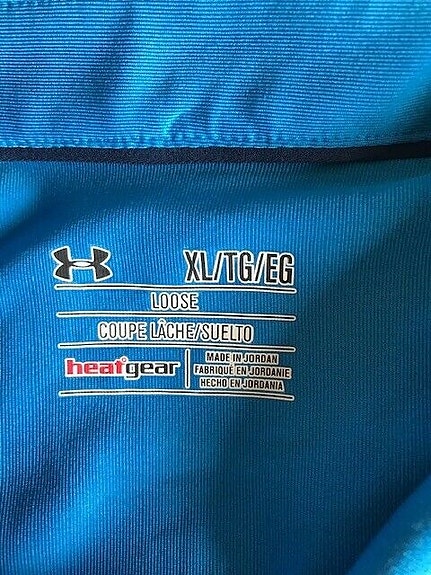 XL/TG/EG
LOOSE
COUPE LÂCHE/SUELTO
heatgear
MADE IN JORDAN
FABRIQUÉ EN JORDANIE
HECHO EN JORDANIA